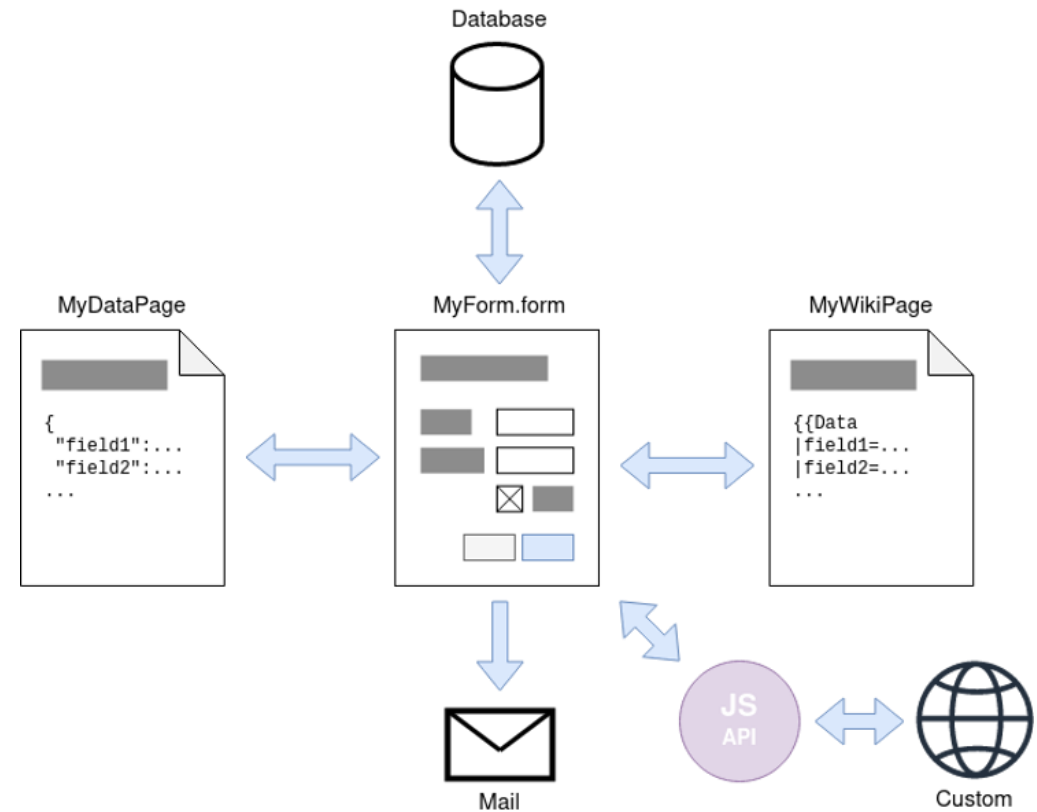 Database
MyDataPage
MyForm.form
MyWikiPage
{
"field1":...
"field2":...
...
{{Data
|field1=...
|field2=...
...
JS
API
Mail
Custom